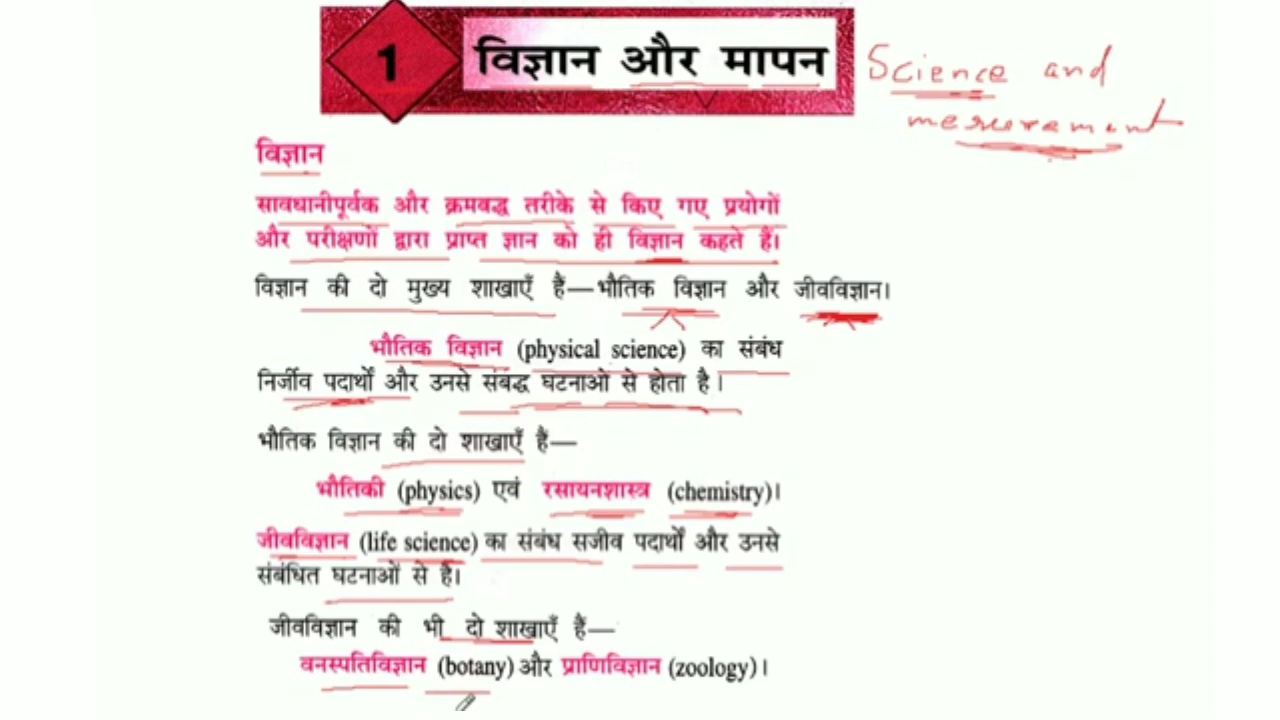 1 विज्ञान और मापन
Science and
mesurement
विज्ञान
सावधानीपूर्वक और क्रमबद्ध तरीके से किए गए प्रयोगों
और परीक्षणों द्वारा प्राप्त ज्ञान को ही विज्ञान कहते हैं।
विज्ञान की दो मुख्य शाखाएँ हैं—भौतिक विज्ञान और जीवविज्ञान।
भौतिक विज्ञान (physical science) का संबंध
निर्जीव पदार्थों और उनसे संबद्ध घटनाओं से होता है।
भौतिक विज्ञान की दो शाखाएँ हैं—
भौतिकी (physics) एवं रसायनशास्त्र (chemistry)।
जीवविज्ञान (life science) का संबंध सजीव पदार्थों और उनसे
संबंधित घटनाओं से है।
जीवविज्ञान की भी दो शाखाएँ हैं—
वनस्पतिविज्ञान (botany) और प्राणिविज्ञान (zoology)।